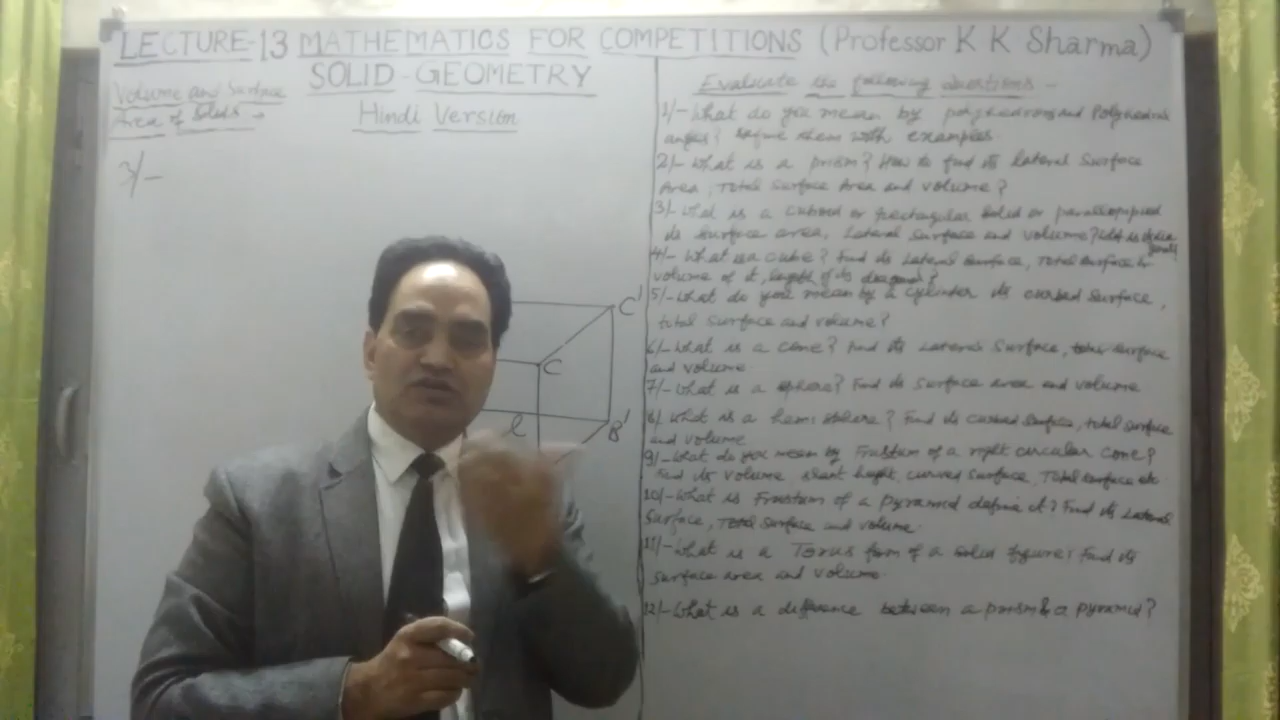 LECTURE-13 MATHEMATICS FOR COMPETITIONS (Professor K K Sharma)
SOLID-GEOMETRY
Hindi Version
Volume and Surface
Area of Solids →
3/-
C'
C
l
B'
Evaluate the following questions -
1/- What do you mean by polyhedrons and Polyhedral
angles? define them with examples
2/- What is a prism? How to find its lateral surface
Area, Total surface Area and volume?
3/- What is a cuboid or rectangular solid or
its surface area, Lateral surface and volume?
4/- What is a cube? Find its Lateral surface, Total surface &
volume of it, length of its diagonal?
5/- What do you mean by a cylinder its curved surface,
total surface and volume?
6/- What is a cone? Find its Lateral surface, total surface
and volume
7/- What is a sphere? Find its surface area and volume
8/ What is a hemi sphere? Find its curved surface, total surface
and volume
9/- What do you mean by Frustum of a right circular cone?
Find its volume, slant height, curved surface, Total surface etc
10/- What is Frustum of a pyramid define it? Find its Lateral
surface, Total surface and volume.
11/- What is a Torus form of a solid figure? Find its
surface area and volume.
12/- What is a difference between a prism & a pyramid?